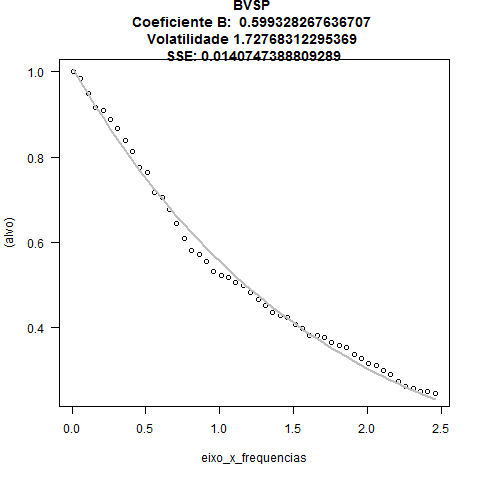 BVSP
Coeficiente B:  0.599328267636707
Volatilidade 1.72768312295369
SSE: 0.0140747388809289
1.0
0.8
0.6
0.4
(alvo)
0.0 0.5 1.0 1.5 2.0 2.5
eixo_x_frequencias